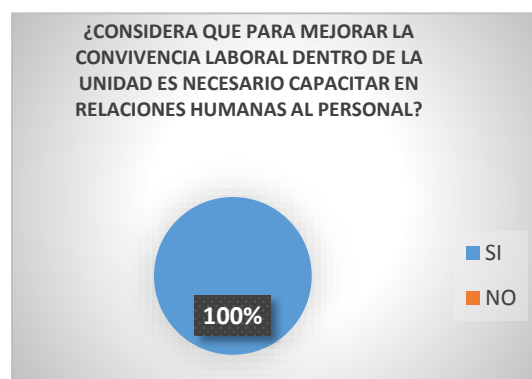 ¿CONSIDERA QUE PARA MEJORAR LA
CONVIVENCIA LABORAL DENTRO DE LA
UNIDAD ES NECESARIO CAPACITAR EN
RELACIONES HUMANAS AL PERSONAL?
SI
NO
100%